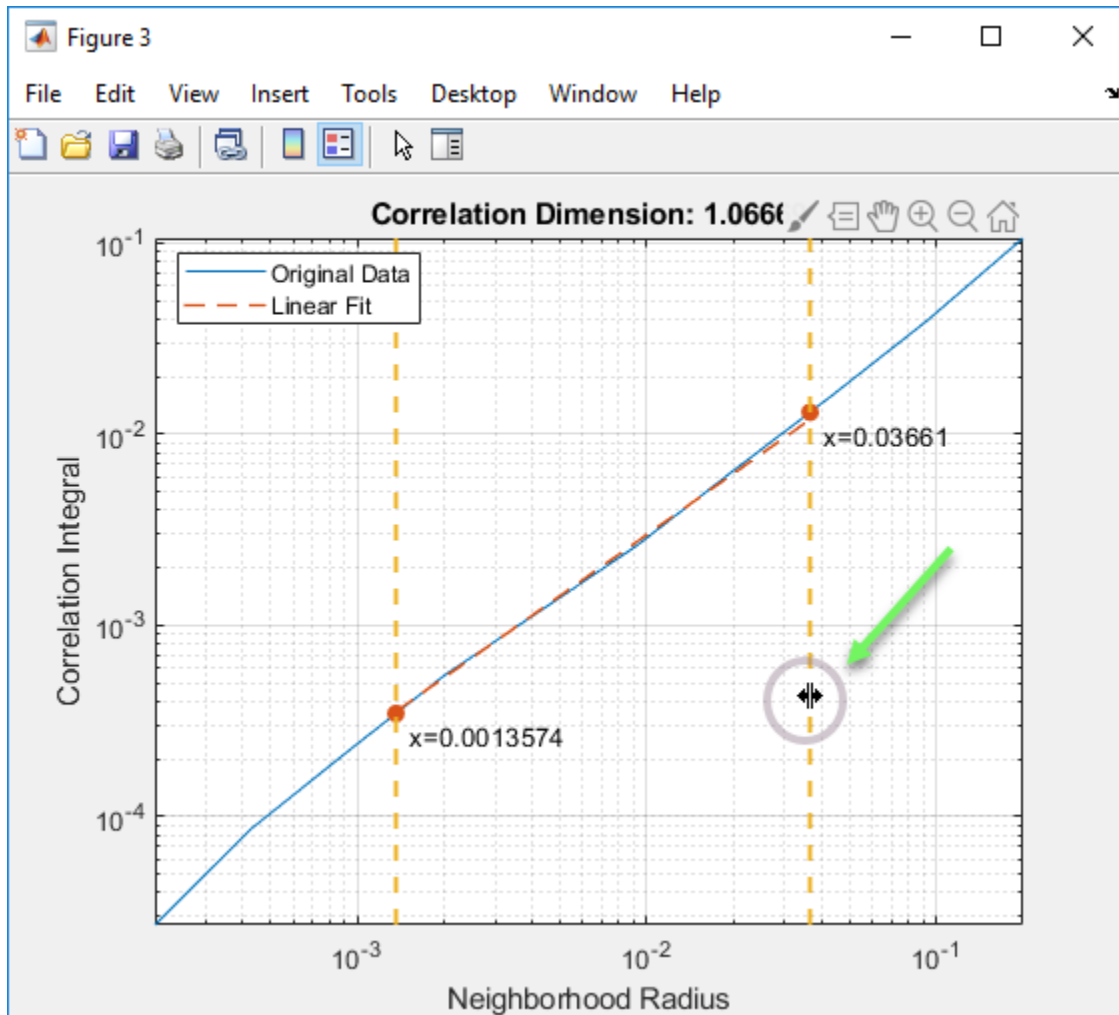 Figure 3
File Edit View Insert Tools Desktop Window Help
Correlation Dimension: 1.066
10^-1
Original Data
Linear Fit
10^-2
x=0.03661
Correlation Integral
10^-3
x=0.0013574
10^-4
10^-3 10^-2 10^-1
Neighborhood Radius